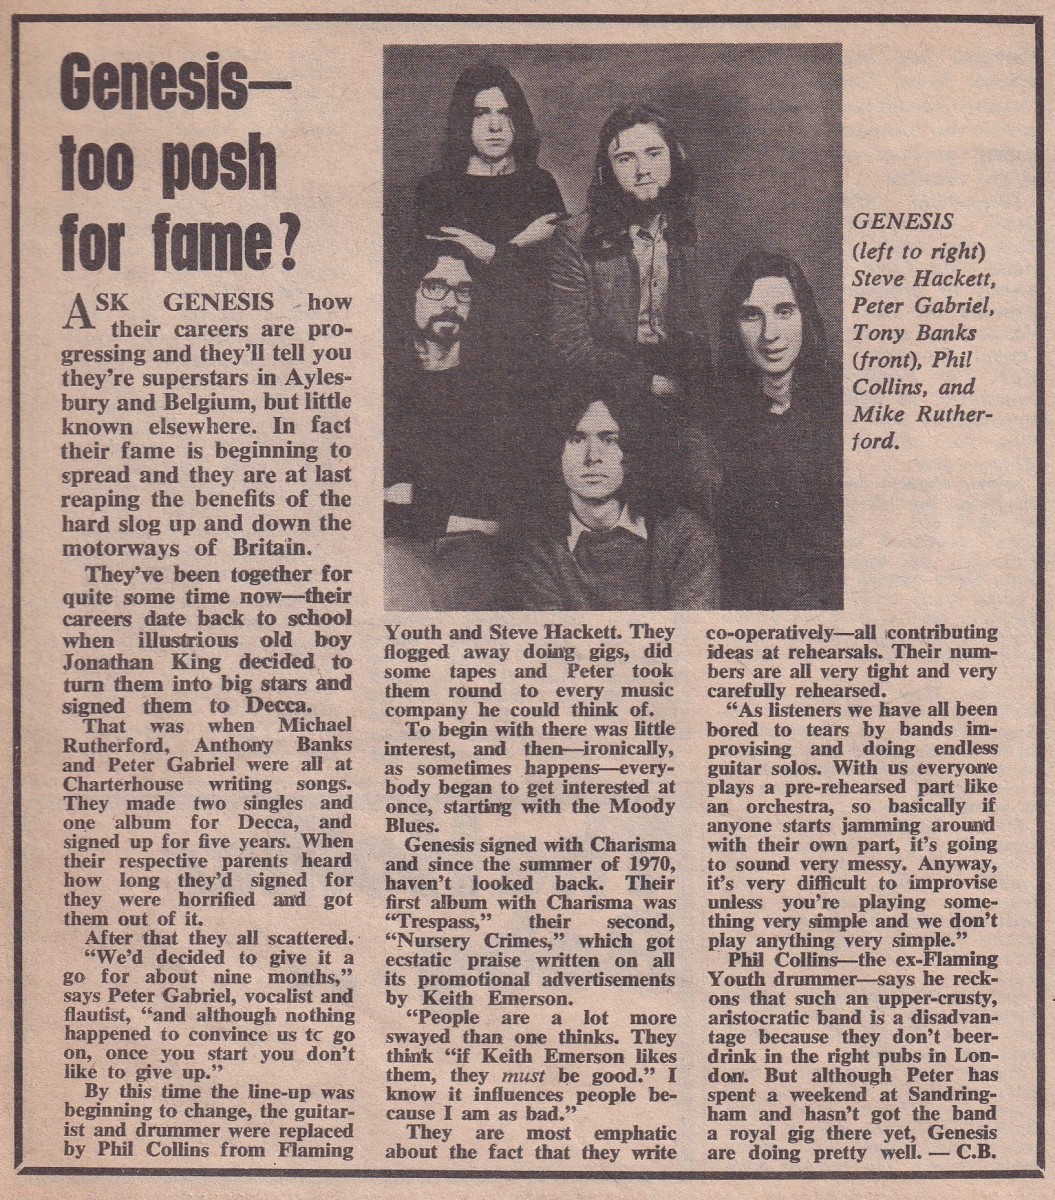 Genesis—
too posh
for fame?
ASK GENESIS how
their careers are pro-
gressing and they'll tell you
they're superstars in Ayles-
bury and Belgium, but little
known elsewhere. In fact
their fame is beginning to
spread and they are at last
reaping the benefits of the
hard slog up and down the
motorways of Britain.
They've been together for
quite some time now—their
careers date back to school
when illustrious old boy
Jonathan King decided to
turn them into big stars and
signed them to Decca.
That was when Michael
Rutherford, Anthony Banks
and Peter Gabriel were all at
Charterhouse writing songs.
They made two singles and
one album for Decca, and
signed up for five years. When
their respective parents heard
how long they'd signed for
they were horrified and got
them out of it.
After that they all scattered.
"We'd decided to give it a
go for about nine months,"
says Peter Gabriel, vocalist and
flautist, "and although nothing
happened to convince us tc go
on, once you start you don't
like to give up."
By this time the line-up was
beginning to change, the guitar-
ist and drummer were replaced
by Phil Collins from Flaming
GENESIS
(left to right)
Steve Hackett,
Peter Gabriel,
Tony Banks
(front), Phil
Collins, and
Mike Ruther-
ford.
Youth and Steve Hackett. They
flogged away doing gigs, did
some tapes and Peter took
them round to every music
company he could think of.
To begin with there was little
interest, and then—ironically,
as sometimes happens—every-
body began to get interested at
once, starting with the Moody
Blues.
Genesis signed with Charisma
and since the summer of 1970,
haven't looked back. Their
first album with Charisma was
"Trespass," their second,
"Nursery Crimes," which got
ecstatic praise written on all
its promotional advertisements
by Keith Emerson.
"People are a lot more
swayed than one thinks. They
think "if Keith Emerson likes
them, they must be good." I
know it influences people be-
cause I am as bad."
They are most emphatic
about the fact that they write
co-operatively—all contributing
ideas at rehearsals. Their num-
bers are all very tight and very
carefully rehearsed.
"As listeners we have all been
bored to tears by bands im-
provising and doing endless
guitar solos. With us everyone
plays a pre-rehearsed part like
an orchestra, so basically if
anyone starts jamming around
with their own part, it's going
to sound very messy. Anyway,
it's very difficult to improvise
unless you're playing some-
thing very simple and we don't
play anything very simple."
Phil Collins—the ex-Flaming
Youth drummer—says he reck-
ons that such an upper-crusty,
aristocratic band is a disadvan-
tage because they don't beer-
drink in the right pubs in Lon-
don. But although Peter has
spent a weekend at Sandring-
ham and hasn't got the band
a royal gig there yet, Genesis
are doing pretty well. — C.B.